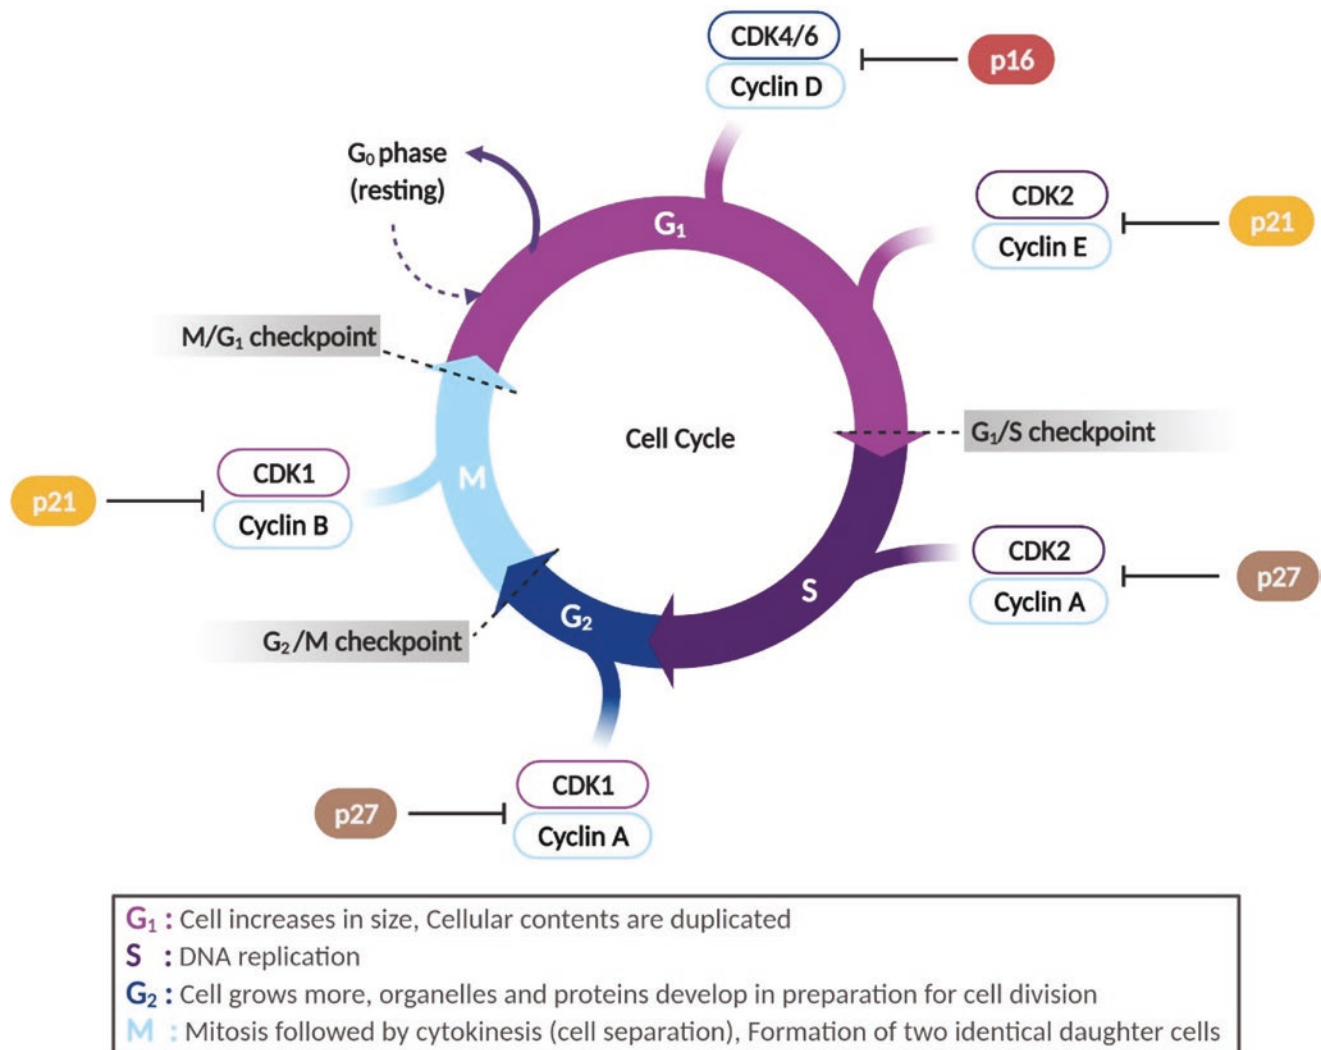 CDK4/6
Cyclin D
p16
G₀ phase
(resting)
G₁
CDK2
Cyclin E
p21
M/G₁ checkpoint
Cell Cycle
G₁/S checkpoint
CDK1
Cyclin B
p21
M
CDK2
Cyclin A
p27
S
G₂
G₂/M checkpoint
CDK1
Cyclin A
p27
G₁ : Cell increases in size, Cellular contents are duplicated
S : DNA replication
G₂ : Cell grows more, organelles and proteins develop in preparation for cell division
M : Mitosis followed by cytokinesis (cell separation), Formation of two identical daughter cells